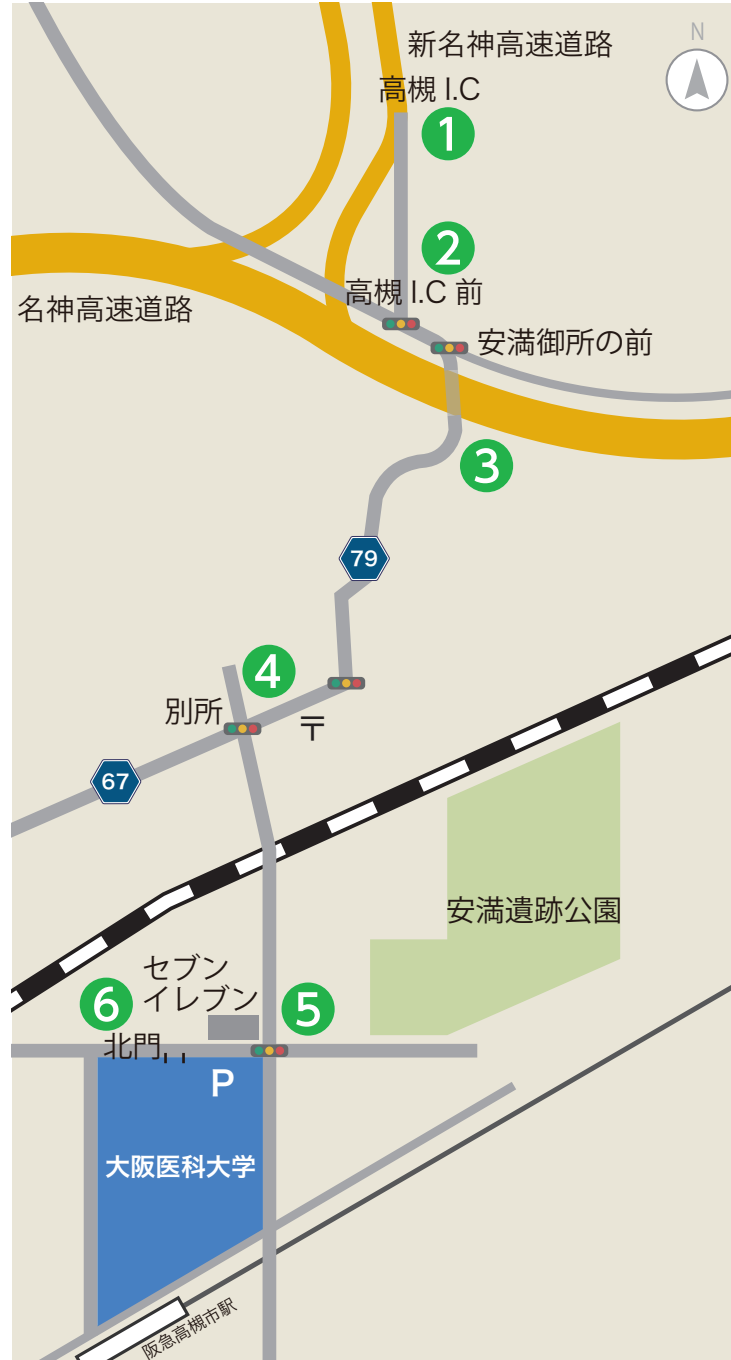 新名神高速道路
N
高槻 I.C
1
2
高槻 I.C 前
名神高速道路
安満御所の前
3
79
4
別所
〒
67
安満遺跡公園
セブン
イレブン
6
5
北門
P
大阪医科大学
阪急高槻市駅